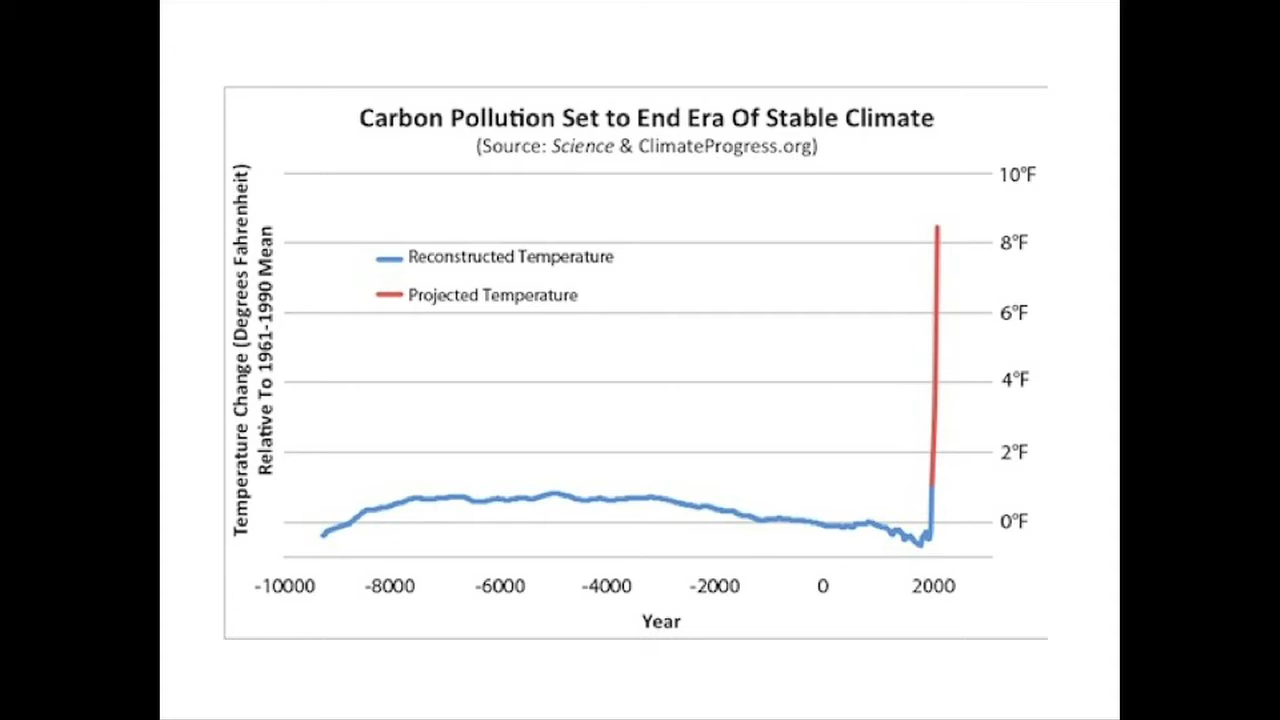 Carbon Pollution Set to End Era Of Stable Climate
(Source: Science & ClimateProgress.org)
Temperature Change (Degrees Fahrenheit)
Relative To 1961-1990 Mean
10°F
8°F
Reconstructed Temperature
Projected Temperature
6°F
4°F
2°F
0°F
-10000 -8000 -6000 -4000 -2000 0 2000
Year